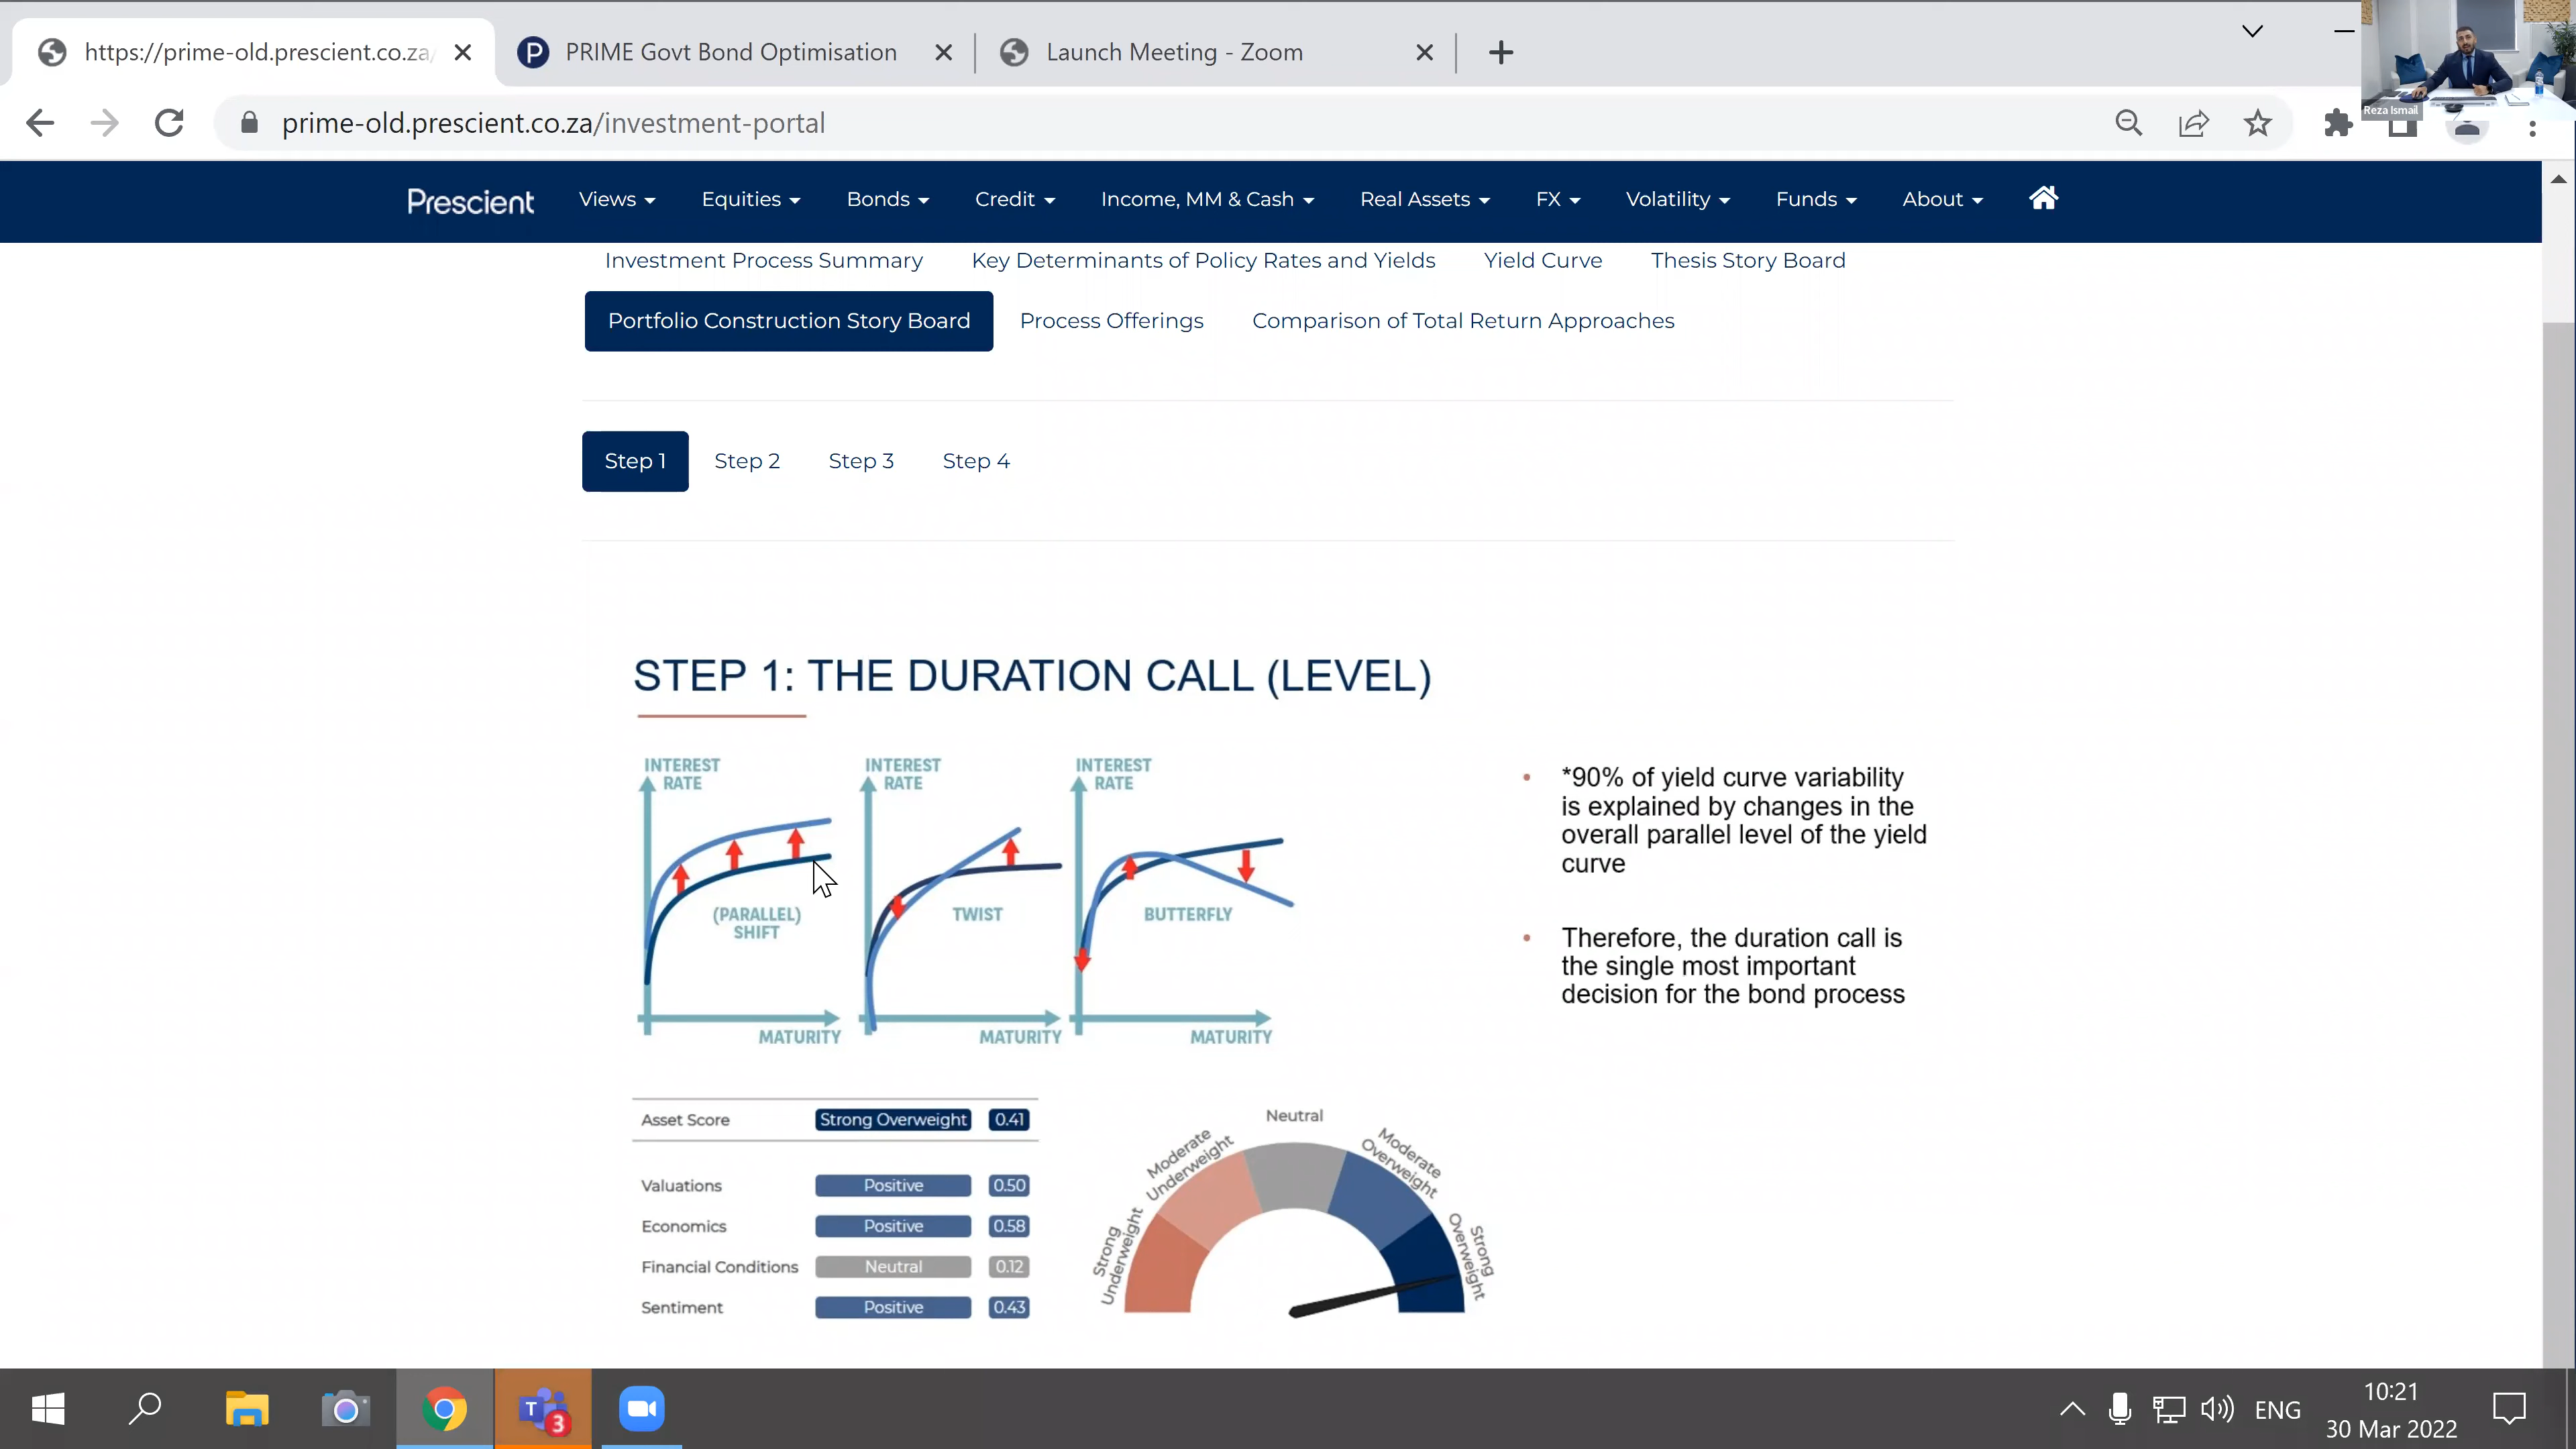 https://prime-old.prescient.co.za/
PRIME Govt Bond Optimisation
Launch Meeting - Zoom
prime-old.prescient.co.za/investment-portal
Reza Ismail
Prescient
Views
Equities
Bonds
Credit
Income, MM & Cash
Real Assets
FX
Volatility
Funds
About
Investment Process Summary
Key Determinants of Policy Rates and Yields
Yield Curve
Thesis Story Board
Portfolio Construction Story Board
Process Offerings
Comparison of Total Return Approaches
Step 1
Step 2
Step 3
Step 4
STEP 1: THE DURATION CALL (LEVEL)
INTEREST
RATE
(PARALLEL)
SHIFT
MATURITY
INTEREST
RATE
TWIST
MATURITY
INTEREST
RATE
BUTTERFLY
MATURITY
• *90% of yield curve variability
is explained by changes in the
overall parallel level of the yield
curve
• Therefore, the duration call is
the single most important
decision for the bond process
Asset Score Strong Overweight 0.41
Valuations Positive 0.50
Economics Positive 0.58
Financial Conditions Neutral 0.12
Sentiment Positive 0.43
Strong
Underweight
Moderate
Underweight
Neutral
Moderate
Overweight
Strong
Overweight
T
3
ENG
10:21
30 Mar 2022